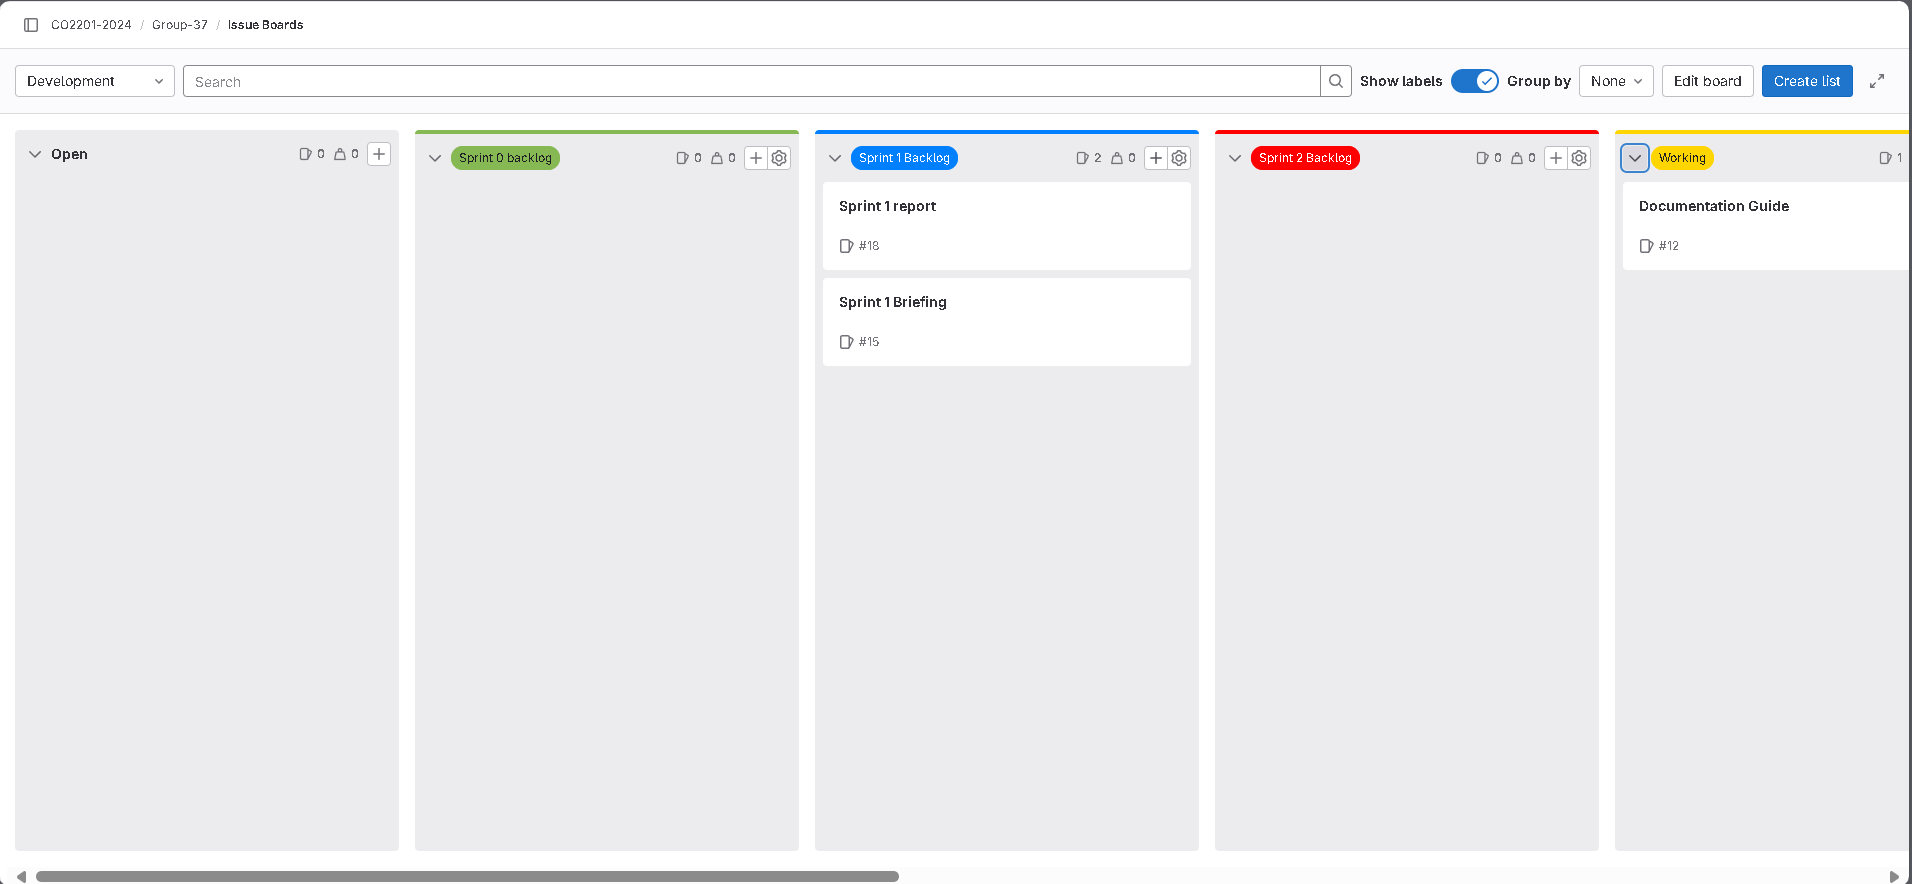 CO2201-2024 / Group-37 / Issue Boards
Development
Search
Show labels
Group by
None
Edit board
Create list
Open
0 0
Sprint 0 backlog
0 0
Sprint 1 Backlog
2 0
Sprint 2 Backlog
0 0
Working
1
Sprint 1 report
#18
Sprint 1 Briefing
#15
Documentation Guide
#12